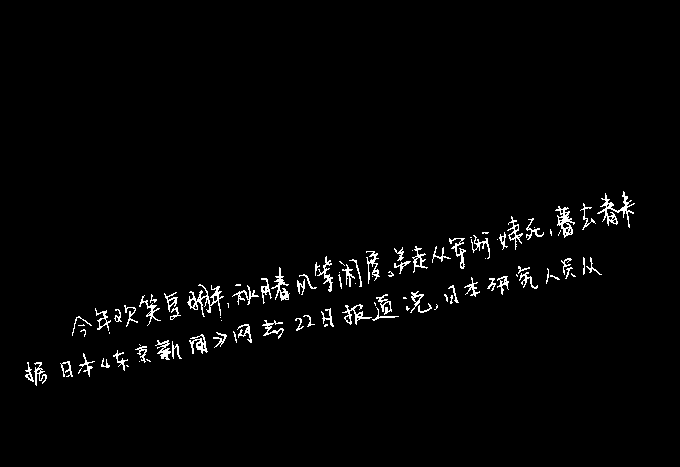 今年欢笑复明年,秋月春风等闲度。弟走从军阿姨死,暮去春来
据日本《东京新闻》网站22日报道说,日本研究人员从